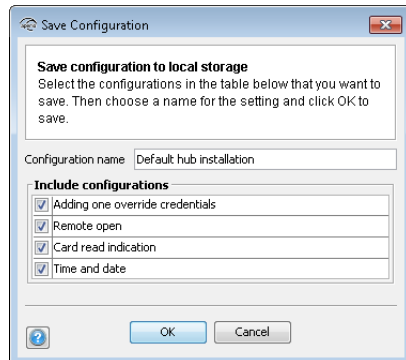 Save Configuration
Save configuration to local storage
Select the configurations in the table below that you want to
save. Then choose a name for the setting and click OK to
save.
Configuration name Default hub installation
Include configurations
Adding one override credentials
Remote open
Card read indication
Time and date
? OK Cancel